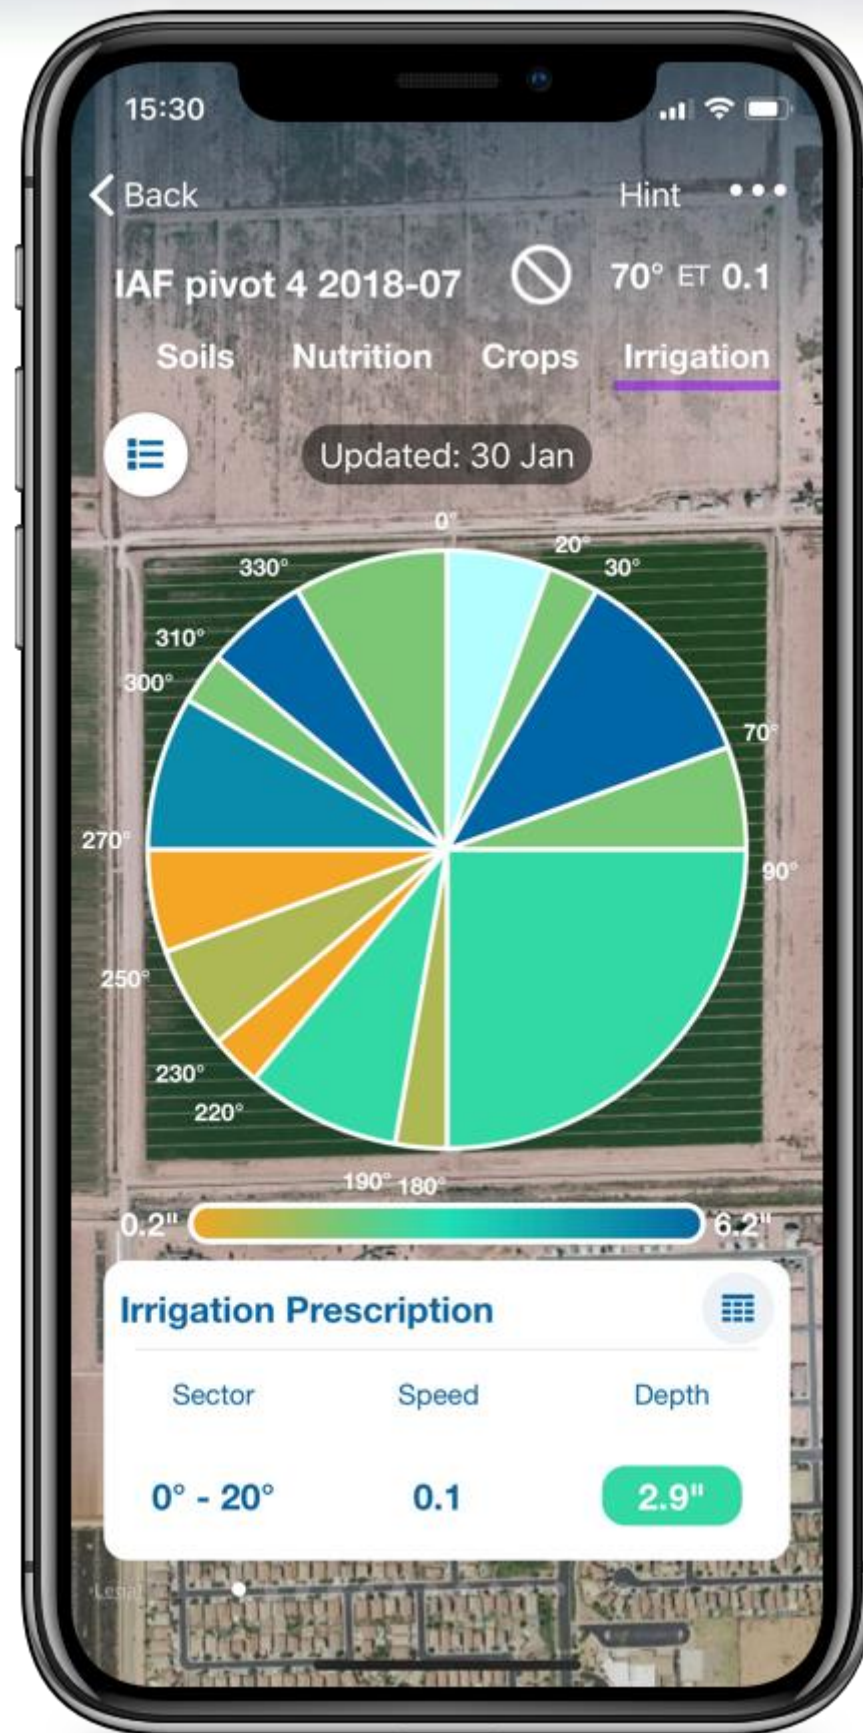 15:30
Back
Hint
IAF pivot 4 2018-07
70° ET 0.1
Soils Nutrition Crops Irrigation
Updated: 30 Jan
0°
20°
30°
330°
310°
300°
70°
270°
90°
250°
230°
220°
190° 180°
0.2" 6.2"
Irrigation Prescription
Sector Speed Depth
0° - 20° 0.1 2.9"
Legal